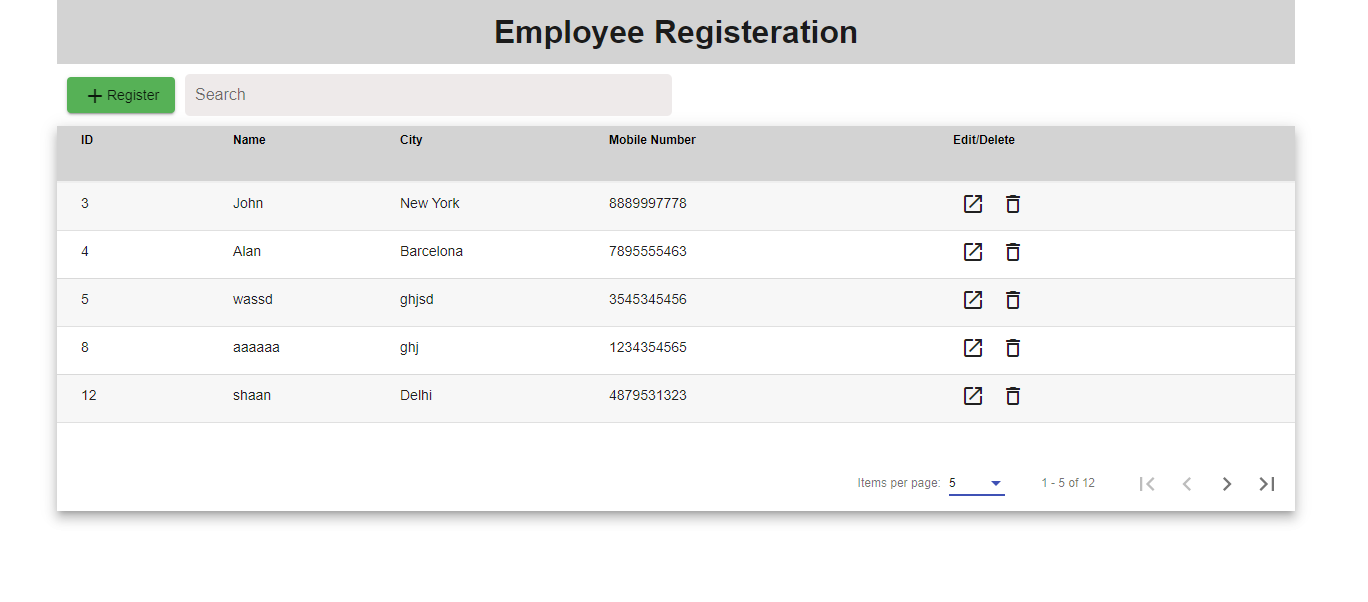 Employee Registeration
Register Search
ID Name City Mobile Number Edit/Delete
3 John New York 8889997778
4 Alan Barcelona 7895555463
5 wassd ghjsd 3545345456
8 aaaaaa ghj 1234354565
12 shaan Delhi 4879531323
Items per page: 5 1 - 5 of 12